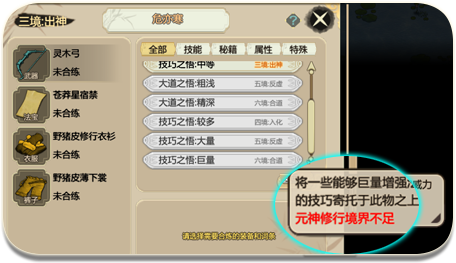 三境:出神
危亦寒
?
全部 技能 秘籍 属性 特殊
灵木弓
未合炼
武器
苍莽星宿禁
未合炼
法宝
野猪皮修行衣衫
未合炼
衣服
野猪皮薄下裳
未合炼
裤子
技巧之悟:中等 三境:出神
大道之悟:粗浅 五境:反虚
大道之悟:精深 六境:合道
技巧之悟:较多 四境:入化
技巧之悟:大量 五境:反虚
技巧之悟:巨量 六境:合道
将一些能够巨量增强 威力
的技巧寄托于此物之上
元神修行境界不足
请选择需要合炼的装备和词条